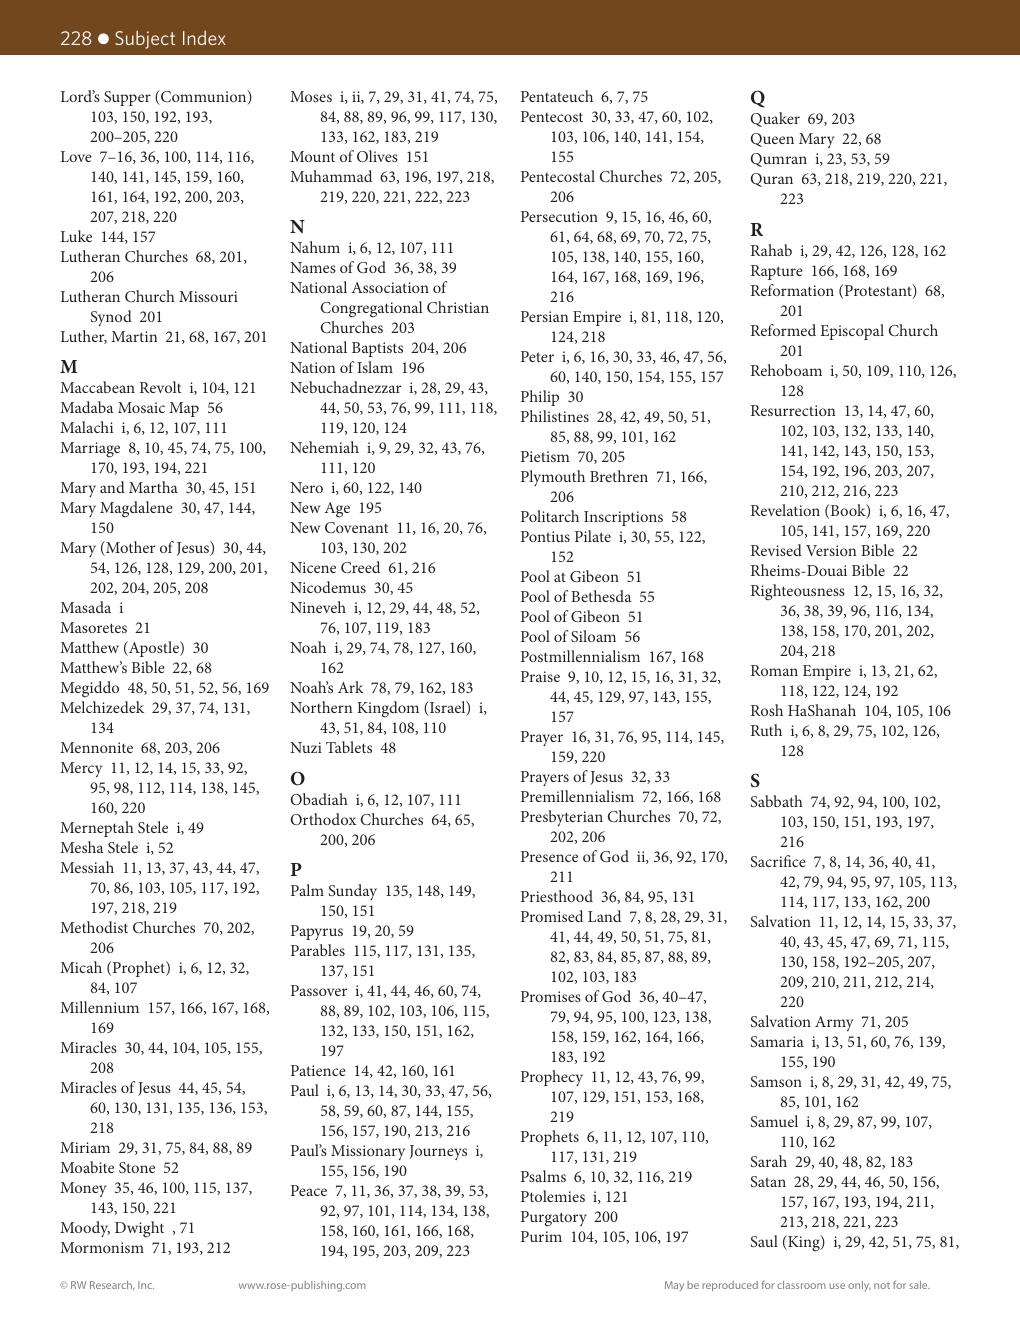 228 ● Subject Index
Lord's Supper (Communion)
103, 150, 192, 193,
200–205, 220
Love 7–16, 36, 100, 114, 116,
140, 141, 145, 159, 160,
161, 164, 192, 200, 203,
207, 218, 220
Luke 144, 157
Lutheran Churches 68, 201,
206
Lutheran Church Missouri
Synod 201
Luther, Martin 21, 68, 167, 201
M
Maccabean Revolt i, 104, 121
Madaba Mosaic Map 56
Malachi i, 6, 12, 107, 111
Marriage 8, 10, 45, 74, 75, 100,
170, 193, 194, 221
Mary and Martha 30, 45, 151
Mary Magdalene 30, 47, 144,
150
Mary (Mother of Jesus) 30, 44,
54, 126, 128, 129, 200, 201,
202, 204, 205, 208
Masada i
Masoretes 21
Matthew (Apostle) 30
Matthew's Bible 22, 68
Megiddo 48, 50, 51, 52, 56, 169
Melchizedek 29, 37, 74, 131,
134
Mennonite 68, 203, 206
Mercy 11, 12, 14, 15, 33, 92,
95, 98, 112, 114, 138, 145,
160, 220
Merneptah Stele i, 49
Mesha Stele i, 52
Messiah 11, 13, 37, 43, 44, 47,
70, 86, 103, 105, 117, 192,
197, 218, 219
Methodist Churches 70, 202,
206
Micah (Prophet) i, 6, 12, 32,
84, 107
Millennium 157, 166, 167, 168,
169
Miracles 30, 44, 104, 105, 155,
208
Miracles of Jesus 44, 45, 54,
60, 130, 131, 135, 136, 153,
218
Miriam 29, 31, 75, 84, 88, 89
Moabite Stone 52
Money 35, 46, 100, 115, 137,
143, 150, 221
Moody, Dwight , 71
Mormonism 71, 193, 212
Moses i, ii, 7, 29, 31, 41, 74, 75,
84, 88, 89, 96, 99, 117, 130,
133, 162, 183, 219
Mount of Olives 151
Muhammad 63, 196, 197, 218,
219, 220, 221, 222, 223
N
Nahum i, 6, 12, 107, 111
Names of God 36, 38, 39
National Association of
Congregational Christian
Churches 203
National Baptists 204, 206
Nation of Islam 196
Nebuchadnezzar i, 28, 29, 43,
44, 50, 53, 76, 99, 111, 118,
119, 120, 124
Nehemiah i, 9, 29, 32, 43, 76,
111, 120
Nero i, 60, 122, 140
New Age 195
New Covenant 11, 16, 20, 76,
103, 130, 202
Nicene Creed 61, 216
Nicodemus 30, 45
Nineveh i, 12, 29, 44, 48, 52,
76, 107, 119, 183
Noah i, 29, 74, 78, 127, 160,
162
Noah's Ark 78, 79, 162, 183
Northern Kingdom (Israel) i,
43, 51, 84, 108, 110
Nuzi Tablets 48
O
Obadiah i, 6, 12, 107, 111
Orthodox Churches 64, 65,
200, 206
P
Palm Sunday 135, 148, 149,
150, 151
Papyrus 19, 20, 59
Parables 115, 117, 131, 135,
137, 151
Passover i, 41, 44, 46, 60, 74,
88, 89, 102, 103, 106, 115,
132, 133, 150, 151, 162,
197
Patience 14, 42, 160, 161
Paul i, 6, 13, 14, 30, 33, 47, 56,
58, 59, 60, 87, 144, 155,
156, 157, 190, 213, 216
Paul's Missionary Journeys i,
155, 156, 190
Peace 7, 11, 36, 37, 38, 39, 53,
92, 97, 101, 114, 134, 138,
158, 160, 161, 166, 168,
194, 195, 203, 209, 223
Pentateuch 6, 7, 75
Pentecost 30, 33, 47, 60, 102,
103, 106, 140, 141, 154,
155
Pentecostal Churches 72, 205,
206
Persecution 9, 15, 16, 46, 60,
61, 64, 68, 69, 70, 72, 75,
105, 138, 140, 155, 160,
164, 167, 168, 169, 196,
216
Persian Empire i, 81, 118, 120,
124, 218
Peter i, 6, 16, 30, 33, 46, 47, 56,
60, 140, 150, 154, 155, 157
Philip 30
Philistines 28, 42, 49, 50, 51,
85, 88, 99, 101, 162
Pietism 70, 205
Plymouth Brethren 71, 166,
206
Politarch Inscriptions 58
Pontius Pilate i, 30, 55, 122,
152
Pool at Gibeon 51
Pool of Bethesda 55
Pool of Gibeon 51
Pool of Siloam 56
Postmillennialism 167, 168
Praise 9, 10, 12, 15, 16, 31, 32,
44, 45, 129, 97, 143, 155,
157
Prayer 16, 31, 76, 95, 114, 145,
159, 220
Prayers of Jesus 32, 33
Premillennialism 72, 166, 168
Presbyterian Churches 70, 72,
202, 206
Presence of God ii, 36, 92, 170,
211
Priesthood 36, 84, 95, 131
Promised Land 7, 8, 28, 29, 31,
41, 44, 49, 50, 51, 75, 81,
82, 83, 84, 85, 87, 88, 89,
102, 103, 183
Promises of God 36, 40–47,
79, 94, 95, 100, 123, 138,
158, 159, 162, 164, 166,
183, 192
Prophecy 11, 12, 43, 76, 99,
107, 129, 151, 153, 168,
219
Prophets 6, 11, 12, 107, 110,
117, 131, 219
Psalms 6, 10, 32, 116, 219
Ptolemies i, 121
Purgatory 200
Purim 104, 105, 106, 197
Q
Quaker 69, 203
Queen Mary 22, 68
Qumran i, 23, 53, 59
Quran 63, 218, 219, 220, 221,
223
R
Rahab i, 29, 42, 126, 128, 162
Rapture 166, 168, 169
Reformation (Protestant) 68,
201
Reformed Episcopal Church
201
Rehoboam i, 50, 109, 110, 126,
128
Resurrection 13, 14, 47, 60,
102, 103, 132, 133, 140,
141, 142, 143, 150, 153,
154, 192, 196, 203, 207,
210, 212, 216, 223
Revelation (Book) i, 6, 16, 47,
105, 141, 157, 169, 220
Revised Version Bible 22
Rheims-Douai Bible 22
Righteousness 12, 15, 16, 32,
36, 38, 39, 96, 116, 134,
138, 158, 170, 201, 202,
204, 218
Roman Empire i, 13, 21, 62,
118, 122, 124, 192
Rosh HaShanah 104, 105, 106
Ruth i, 6, 8, 29, 75, 102, 126,
128
S
Sabbath 74, 92, 94, 100, 102,
103, 150, 151, 193, 197,
216
Sacrifice 7, 8, 14, 36, 40, 41,
42, 79, 94, 95, 97, 105, 113,
114, 117, 133, 162, 200
Salvation 11, 12, 14, 15, 33, 37,
40, 43, 45, 47, 69, 71, 115,
130, 158, 192–205, 207,
209, 210, 211, 212, 214,
220
Salvation Army 71, 205
Samaria i, 13, 51, 60, 76, 139,
155, 190
Samson i, 8, 29, 31, 42, 49, 75,
85, 101, 162
Samuel i, 8, 29, 87, 99, 107,
110, 162
Sarah 29, 40, 48, 82, 183
Satan 28, 29, 44, 46, 50, 156,
157, 167, 193, 194, 211,
213, 218, 221, 223
Saul (King) i, 29, 42, 51, 75, 81,
© RW Research, Inc. www.rose-publishing.com May be reproduced for classroom use only, not for sale.